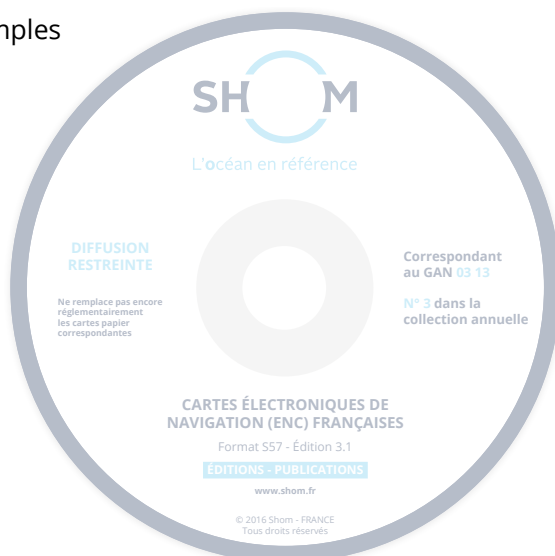 SHOM
L'océan en référence
DIFFUSION
RESTREINTE
Ne remplace pas encore
réglementairement
les cartes papier
correspondantes
Correspondant
au GAN 03 13
N° 3 dans la
collection annuelle
CARTES ÉLECTRONIQUES DE
NAVIGATION (ENC) FRANÇAISES
Format S57 - Édition 3.1
ÉDITIONS - PUBLICATIONS
www.shom.fr
© 2016 Shom - FRANCE
Tous droits réservés